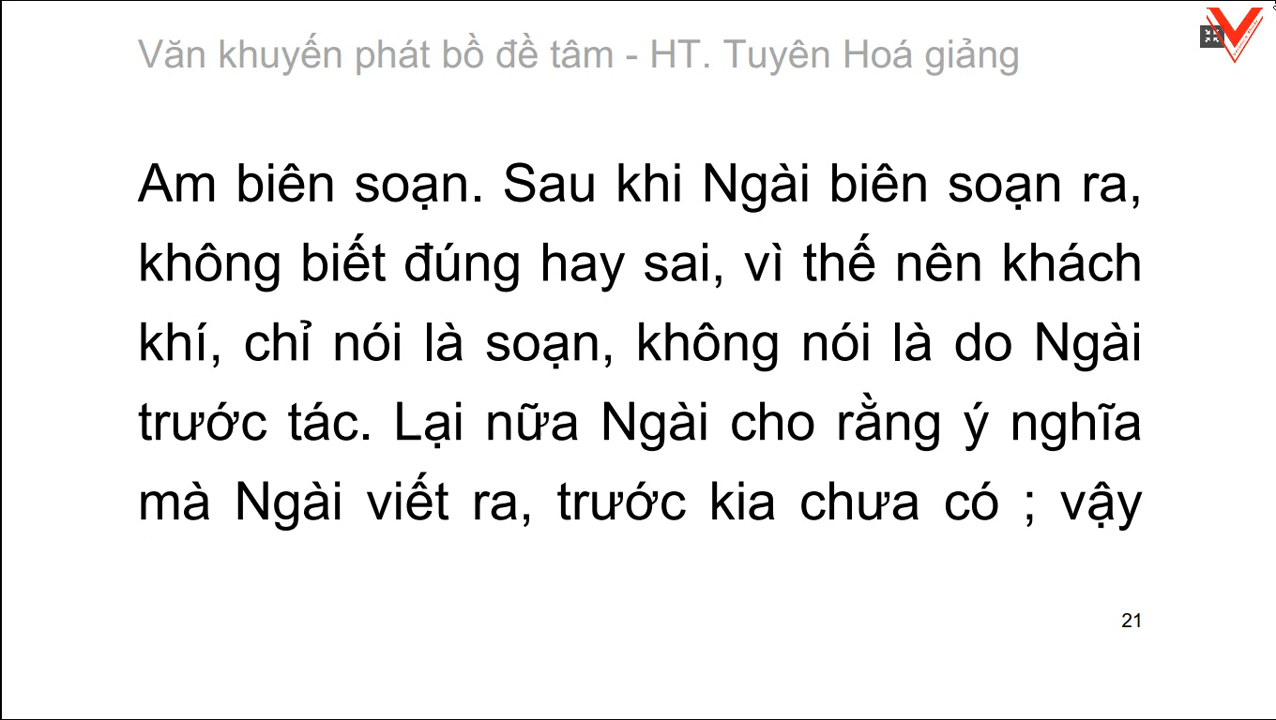 Văn khuyến phát bồ đề tâm - HT. Tuyên Hoá giảng
Am biên soạn. Sau khi Ngài biên soạn ra,
không biết đúng hay sai, vì thế nên khách
khí, chỉ nói là soạn, không nói là do Ngài
trước tác. Lại nữa Ngài cho rằng ý nghĩa
mà Ngài viết ra, trước kia chưa có ; vậy
21